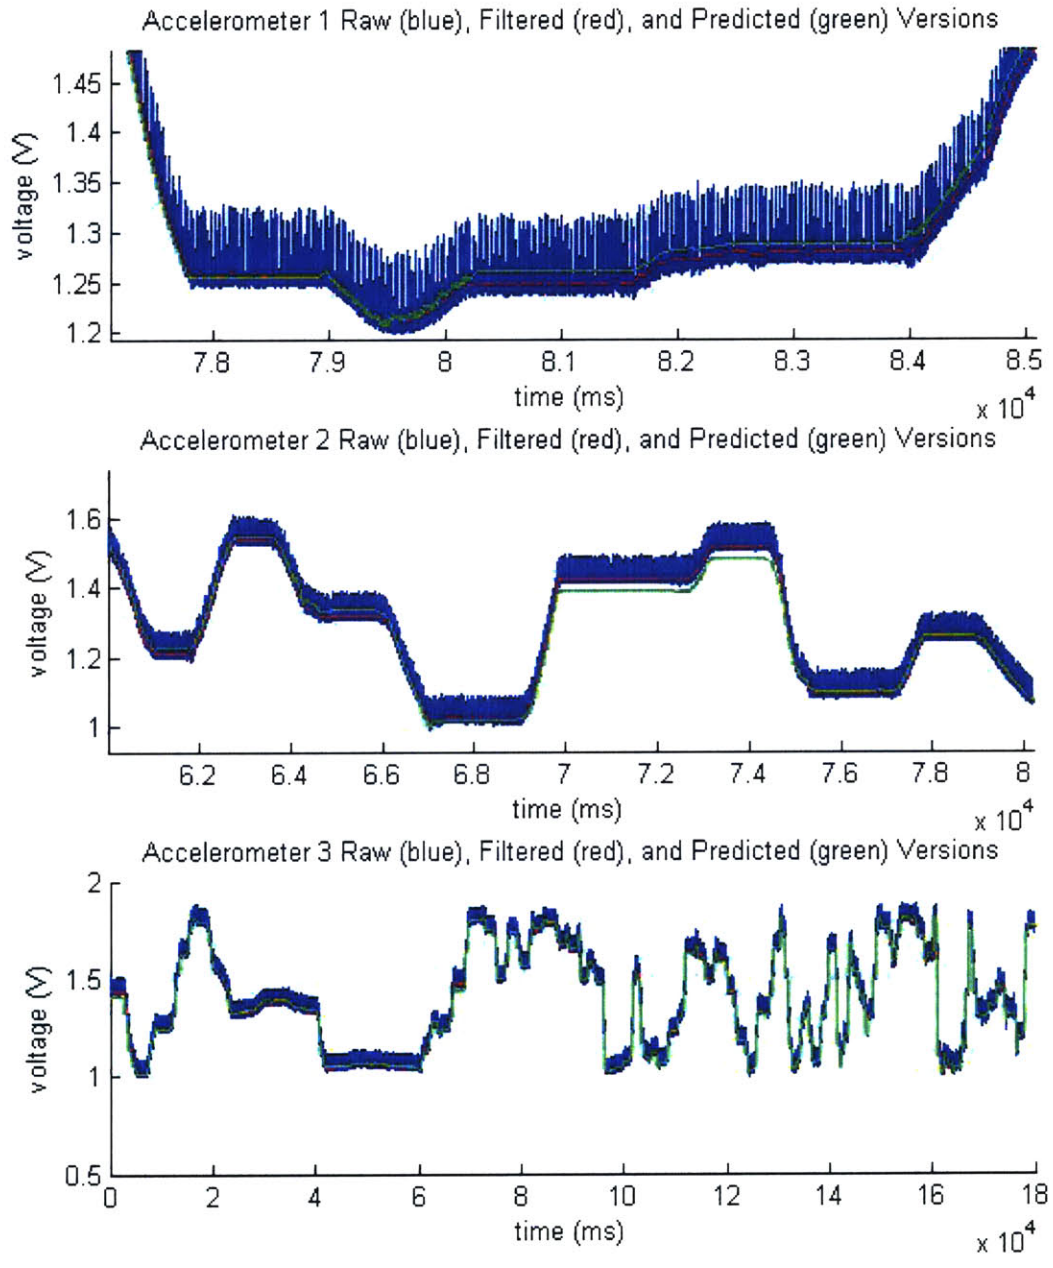 Accelerometer 1 Raw (blue), Filtered (red), and Predicted (green) Versions
1.45
1.4
1.35
1.3
1.25
1.2
voltage (V)
7.8 7.9 8 8.1 8.2 8.3 8.4 8.5
time (ms)
x 10^4
Accelerometer 2 Raw (blue), Filtered (red), and Predicted (green) Versions
1.6
1.4
1.2
1
voltage (V)
6.2 6.4 6.6 6.8 7 7.2 7.4 7.6 7.8 8
time (ms)
x 10^4
Accelerometer 3 Raw (blue), Filtered (red), and Predicted (green) Versions
2
1.5
1
0.5
voltage (V)
0 2 4 6 8 10 12 14 16 18
time (ms)
x 10^4